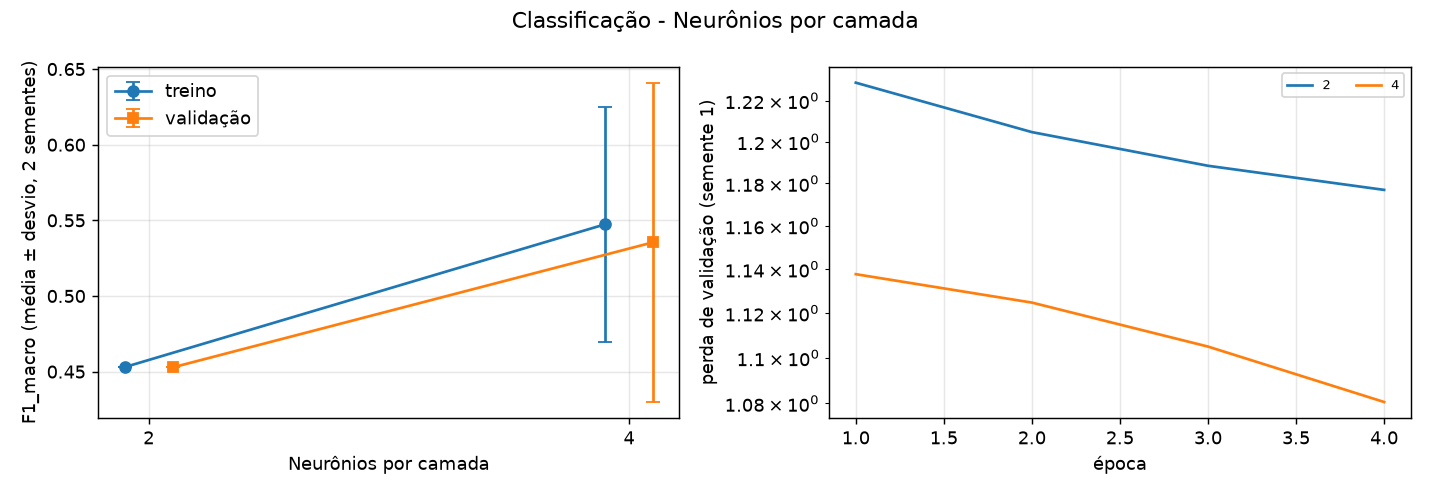 Classificação - Neurônios por camada
F1_macro (média ± desvio, 2 sementes)
0.65
0.60
0.55
0.50
0.45
treino
validação
2
4
Neurônios por camada
perda de validação (semente 1)
1.22 × 10⁰
1.2 × 10⁰
1.18 × 10⁰
1.16 × 10⁰
1.14 × 10⁰
1.12 × 10⁰
1.1 × 10⁰
1.08 × 10⁰
2 4
1.0 1.5 2.0 2.5 3.0 3.5 4.0
época